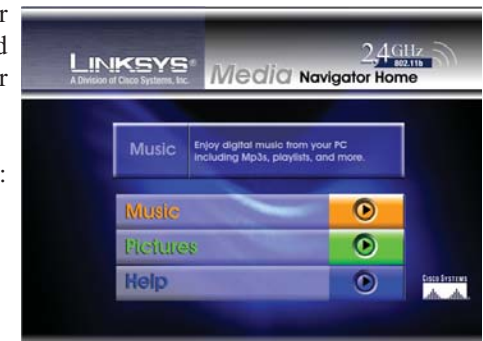 r
d
r
:
LINKSYS®
A Division of Cisco Systems, Inc.
2.4GHz
802.11b
Media Navigator Home
Music
Enjoy digital music from your PC
including Mp3s, playlists, and more.
Music
Pictures
Help
CISCO SYSTEMS